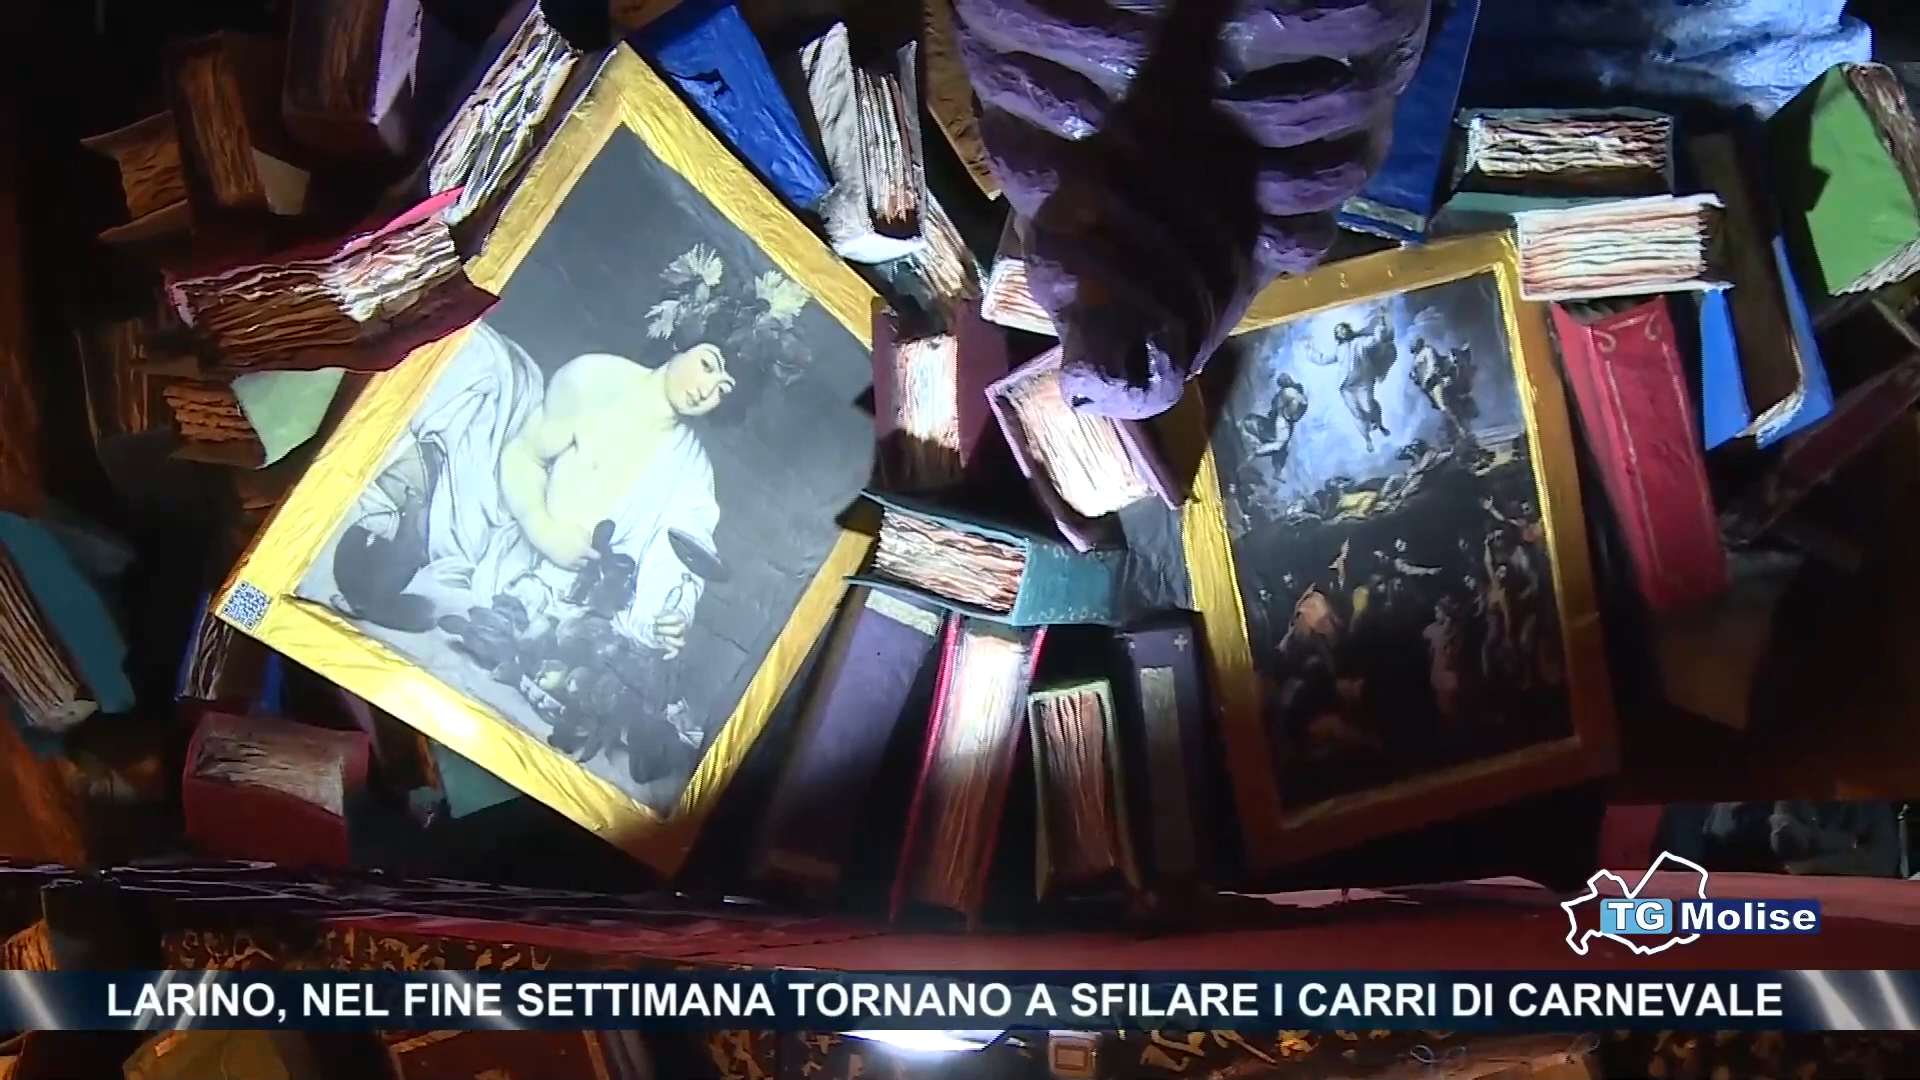 TG Molise
LARINO, NEL FINE SETTIMANA TORNANO A SFILARE I CARRI DI CARNEVALE